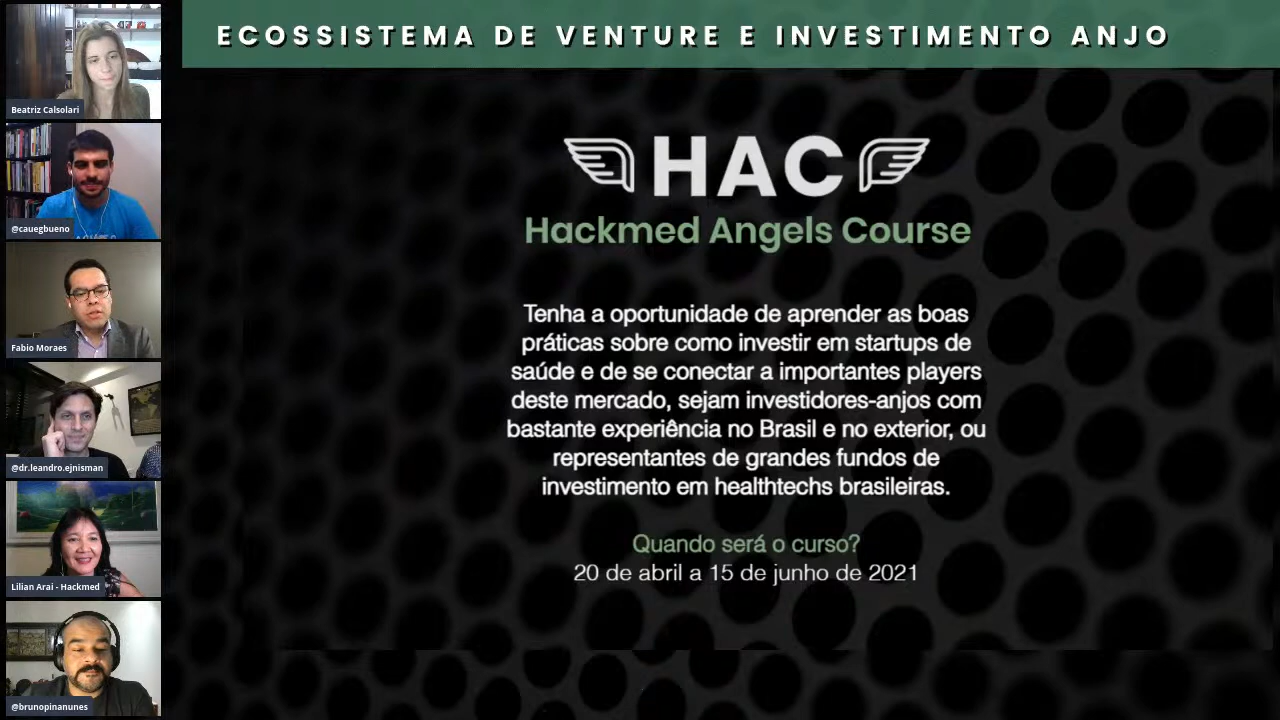 ECOSSISTEMA DE VENTURE E INVESTIMENTO ANJO
Beatriz Calsolari
@cauegbueno
Fabio Moraes
@dr.leandro.ejnisman
Lilian Arai - Hackmed
@brunopinanunes
HAC
Hackmed Angels Course
Tenha a oportunidade de aprender as boas
práticas sobre como investir em startups de
saúde e de se conectar a importantes players
deste mercado, sejam investidores-anjos com
bastante experiência no Brasil e no exterior, ou
representantes de grandes fundos de
investimento em healthtechs brasileiras.
Quando será o curso?
20 de abril a 15 de junho de 2021